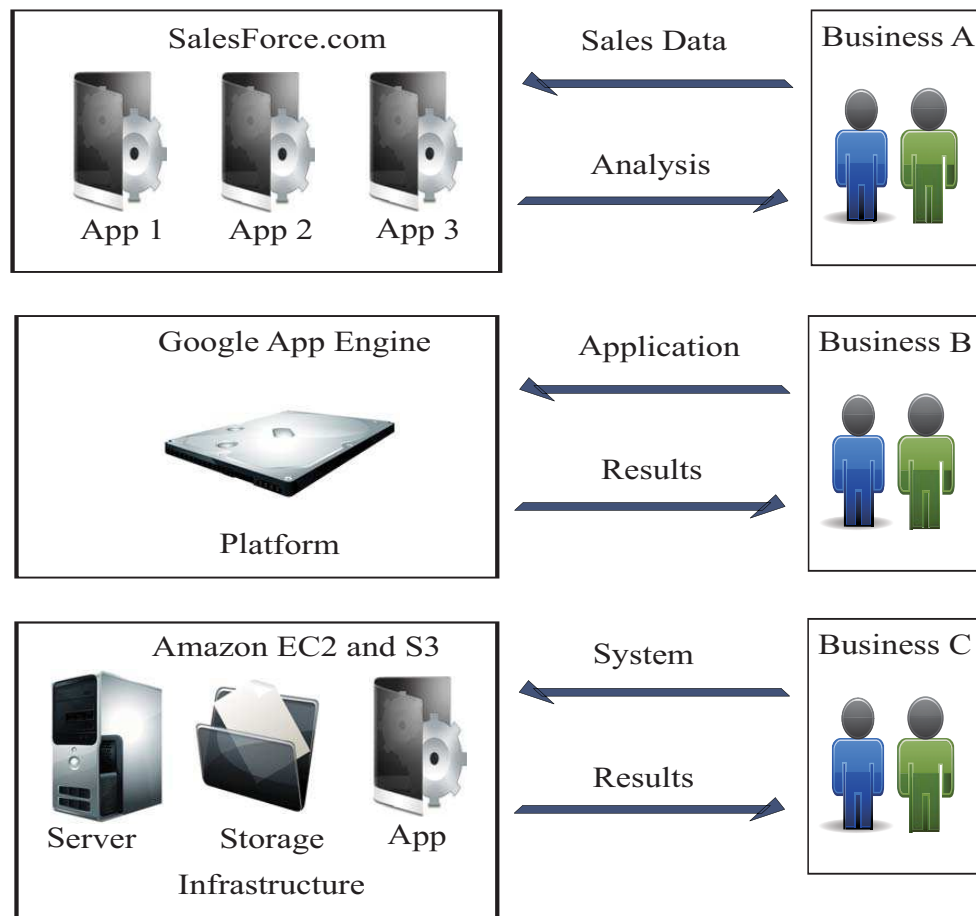 SalesForce.com
App 1
App 2
App 3
Sales Data
Analysis
Business A
Google App Engine
Platform
Application
Results
Business B
Amazon EC2 and S3
Server
Storage
App
Infrastructure
System
Results
Business C